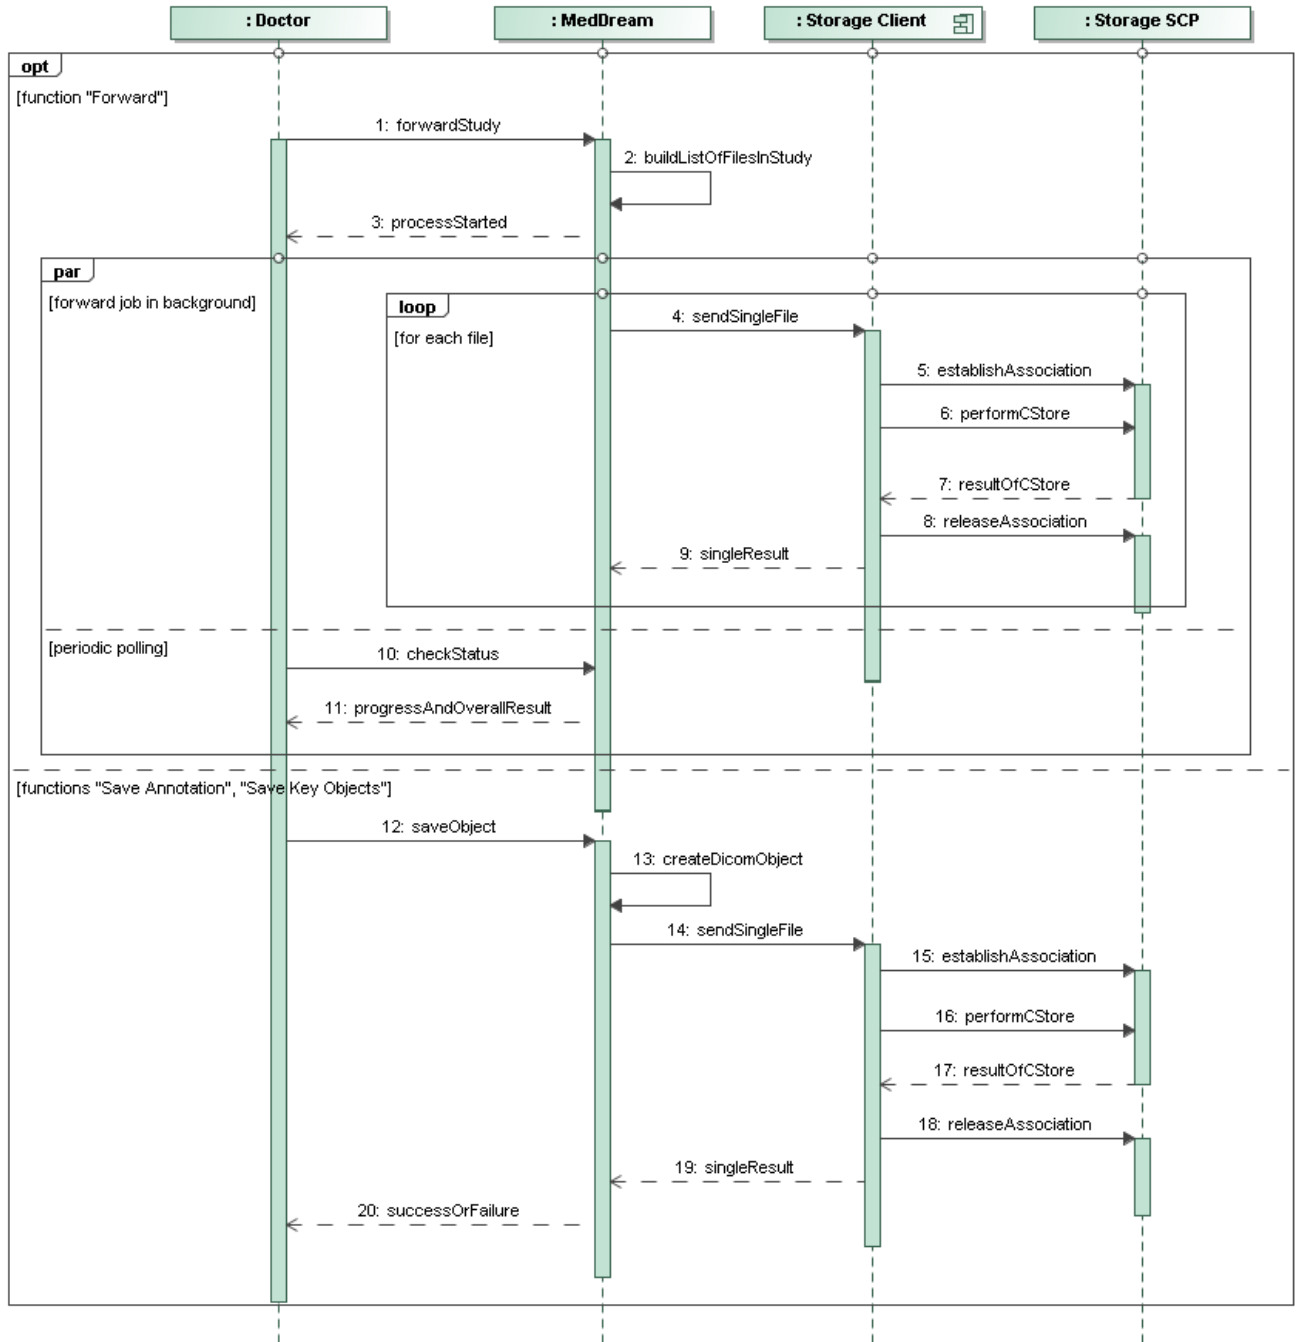 : Doctor
: MedDream
: Storage Client
: Storage SCP
opt
[function "Forward"]
1: forwardStudy
2: buildListOfFilesInStudy
3: processStarted
par
[forward job in background]
loop
4: sendSingleFile
[for each file]
5: establishAssociation
6: performCStore
7: resultOfCStore
8: releaseAssociation
9: singleResult
[periodic polling]
10: checkStatus
11: progressAndOverallResult
[functions "Save Annotation", "Save Key Objects"]
12: saveObject
13: createDicomObject
14: sendSingleFile
15: establishAssociation
16: performCStore
17: resultOfCStore
18: releaseAssociation
19: singleResult
20: successOrFailure